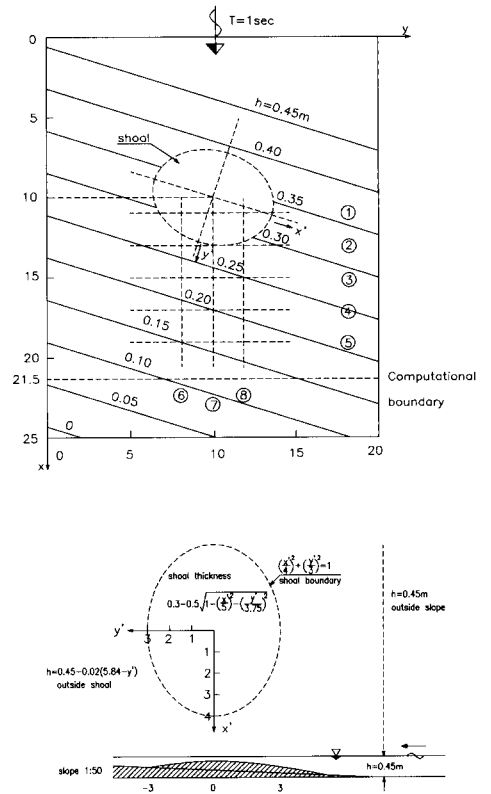 T=1sec
y
0
h=0.45m
0.40
shoal
5
0.35
10
①
x'
0.30
②
y'
0.25
③
15
0.20
④
0.15
⑤
20
0.10
Computational
21.5
⑥ ⑦ ⑧
boundary
0.05
0
25
x 0 5 10 15 20
(x'/4)²+(y'/3)²=1
shoal boundary
shoal thickness
h=0.45m
outside slope
0.3-0.5√1-(x'/5)²-(y'/3.75)²
y' 3 2 1
1
2
3
4
x'
h=0.45-0.02(5.84-y')
outside shoal
slope 1:50
h=0.45m
-3 0 3